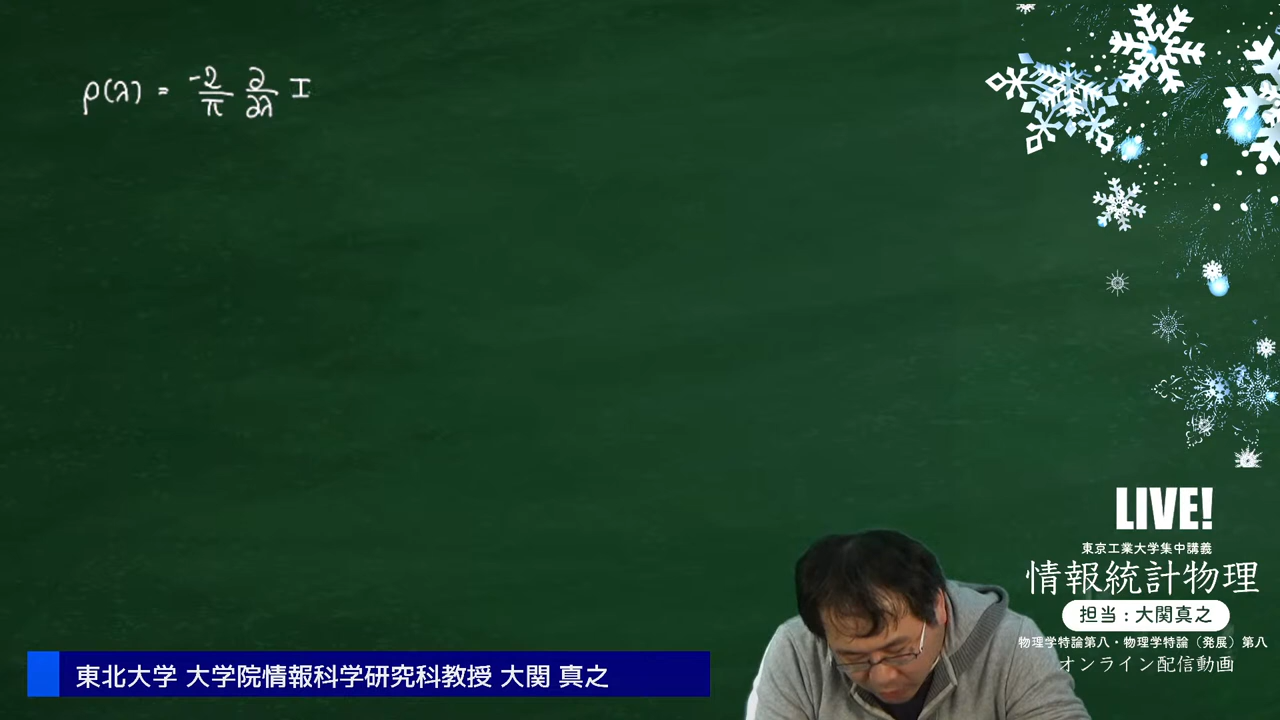 ρ(λ) = -2/π ∂/∂λ I
LIVE!
東京工業大学集中講義
情報統計物理
担当：大関真之
物理学特論第八・物理学特論（発展）第八
オンライン配信動画
東北大学 大学院情報科学研究科教授 大関 真之